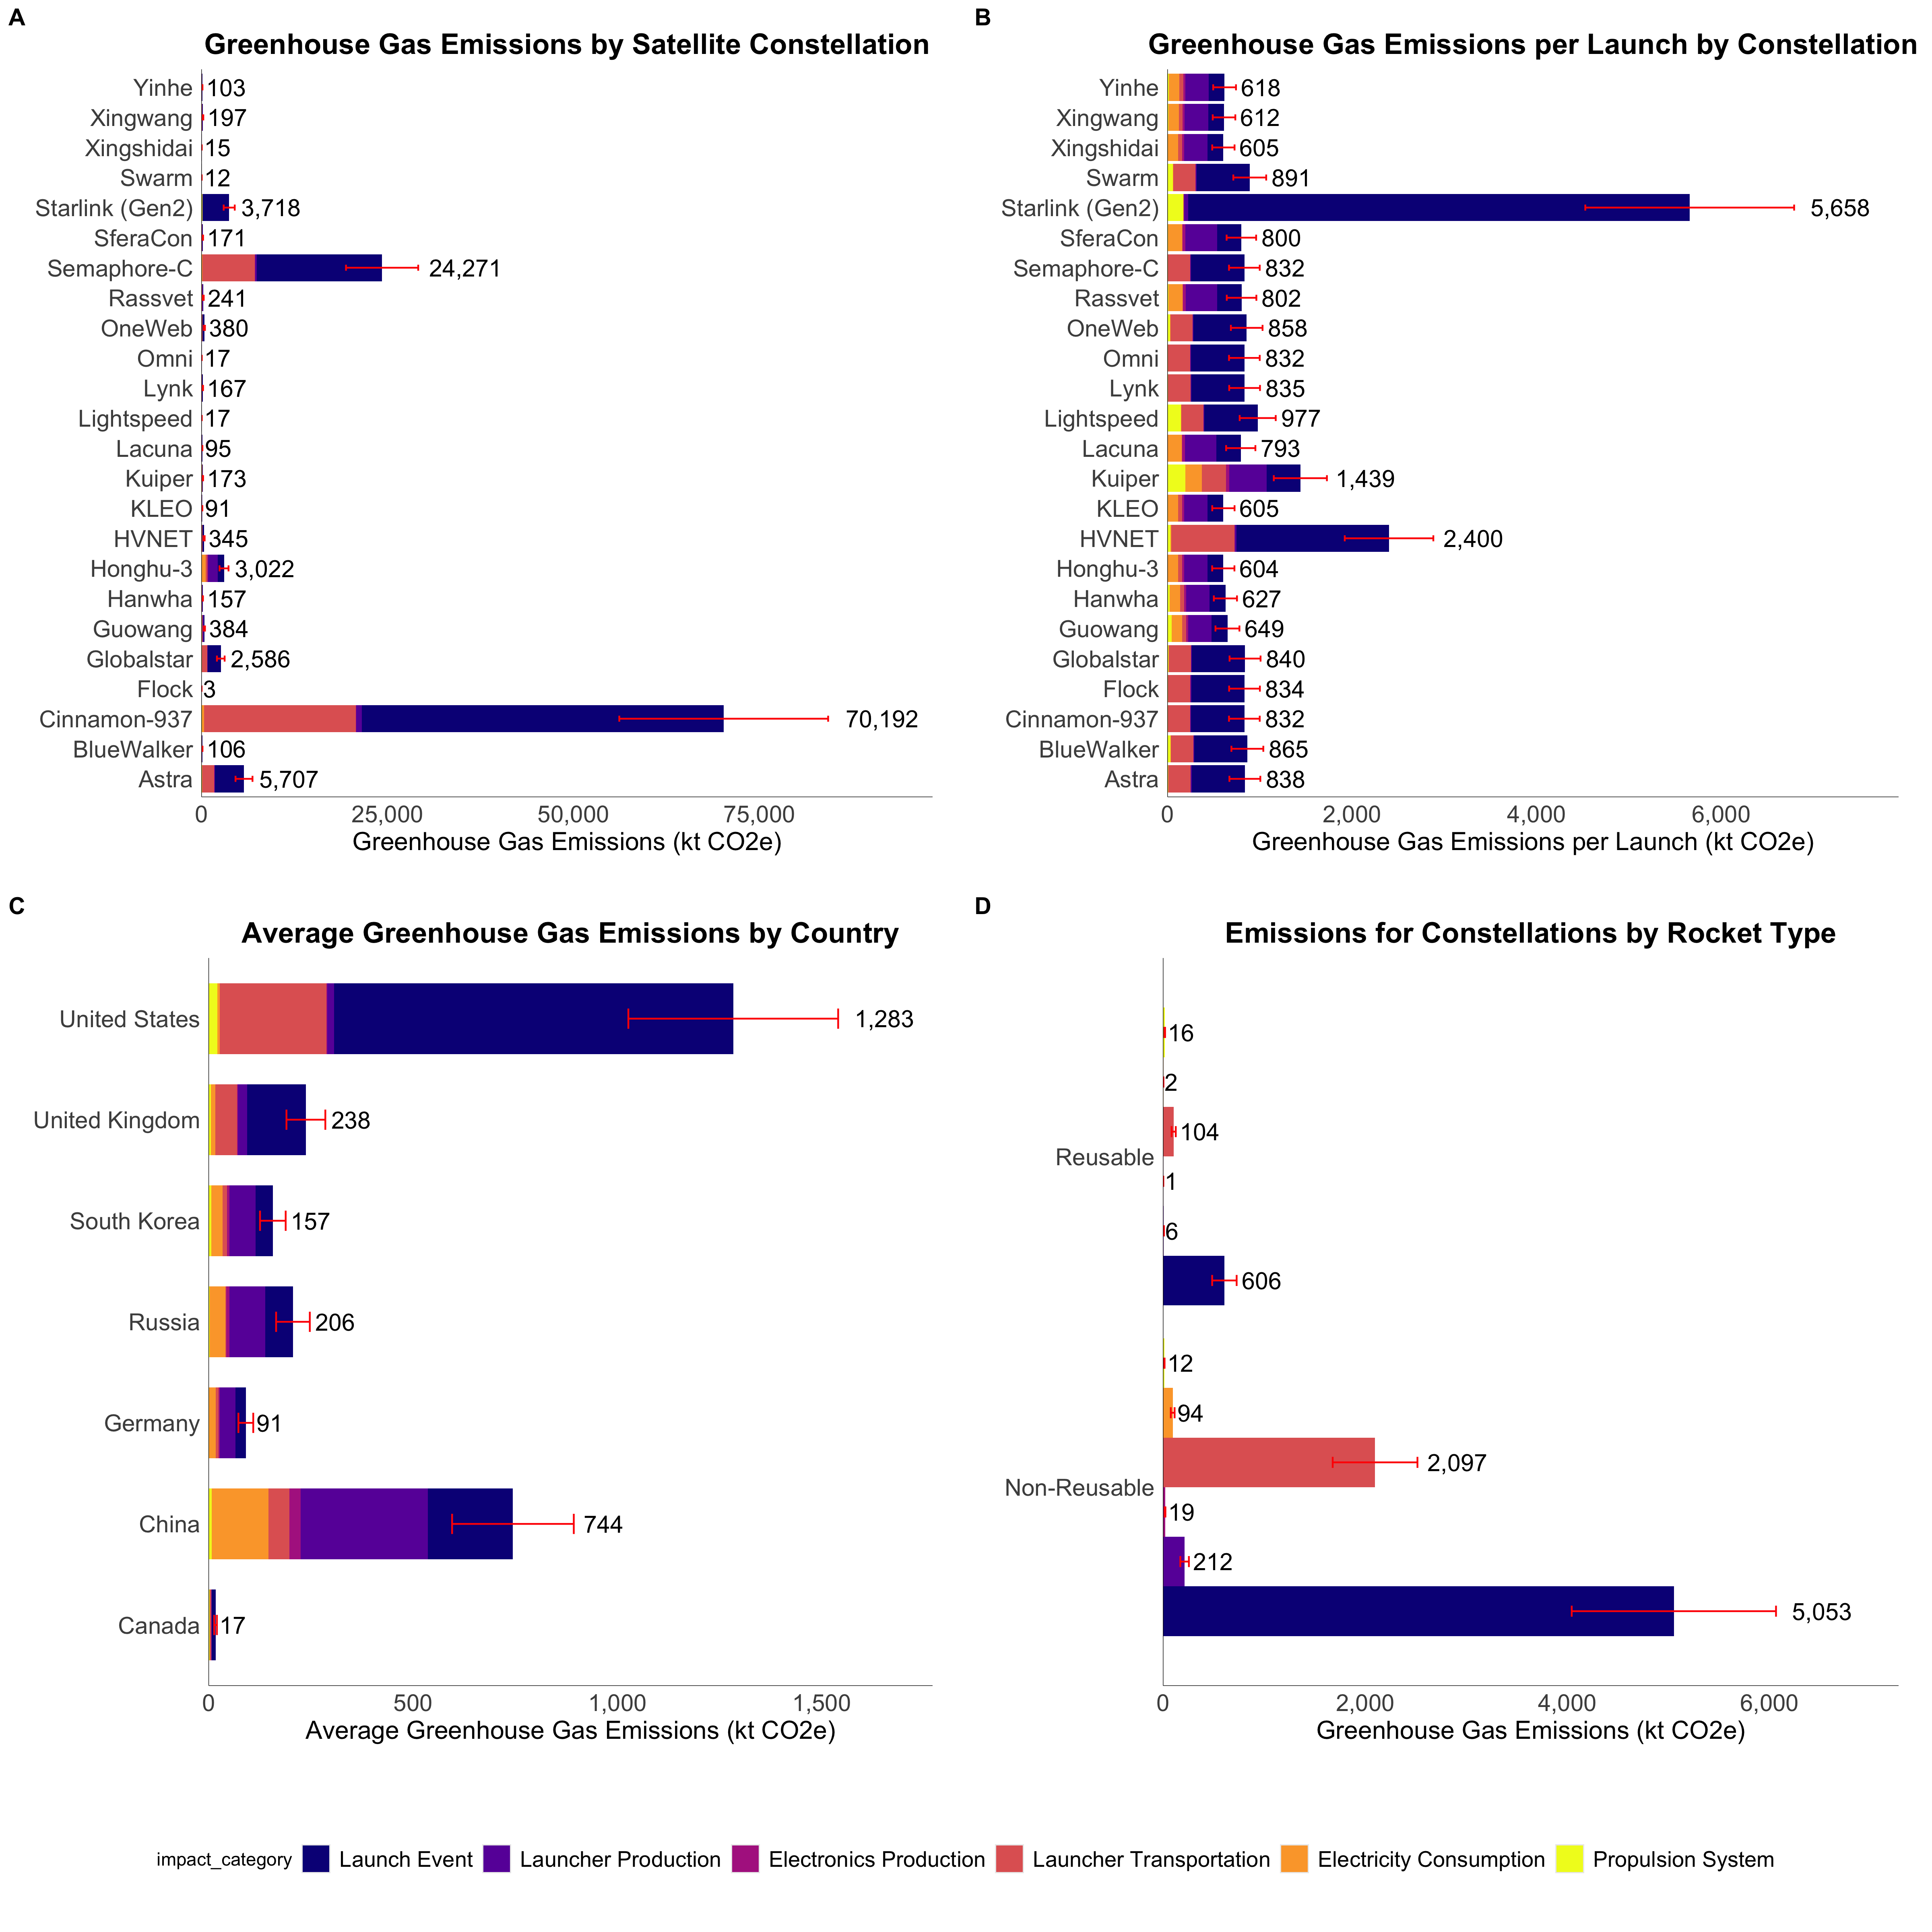 A
Greenhouse Gas Emissions by Satellite Constellation
Yinhe 103
Xingwang 197
Xingshidai 15
Swarm 12
Starlink (Gen2) 3,718
SferaCon 171
Semaphore-C 24,271
Rassvet 241
OneWeb 380
Omni 17
Lynk 167
Lightspeed 17
Lacuna 95
Kuiper 173
KLEO 91
HVNET 345
Honghu-3 3,022
Hanwha 157
Guowang 384
Globalstar 2,586
Flock 3
Cinnamon-937 70,192
BlueWalker 106
Astra 5,707
0 25,000 50,000 75,000
Greenhouse Gas Emissions (kt CO2e)
B
Greenhouse Gas Emissions per Launch by Constellation
Yinhe 618
Xingwang 612
Xingshidai 605
Swarm 891
Starlink (Gen2) 5,658
SferaCon 800
Semaphore-C 832
Rassvet 802
OneWeb 858
Omni 832
Lynk 835
Lightspeed 977
Lacuna 793
Kuiper 1,439
KLEO 605
HVNET 2,400
Honghu-3 604
Hanwha 627
Guowang 649
Globalstar 840
Flock 834
Cinnamon-937 832
BlueWalker 865
Astra 838
0 2,000 4,000 6,000
Greenhouse Gas Emissions per Launch (kt CO2e)
C
Average Greenhouse Gas Emissions by Country
United States 1,283
United Kingdom 238
South Korea 157
Russia 206
Germany 91
China 744
Canada 17
0 500 1,000 1,500
Average Greenhouse Gas Emissions (kt CO2e)
D
Emissions for Constellations by Rocket Type
16
2
104
Reusable
1
6
606
12
94
2,097
Non-Reusable
19
212
5,053
0 2,000 4,000 6,000
Greenhouse Gas Emissions (kt CO2e)
impact_category Launch Event Launcher Production Electronics Production Launcher Transportation Electricity Consumption Propulsion System